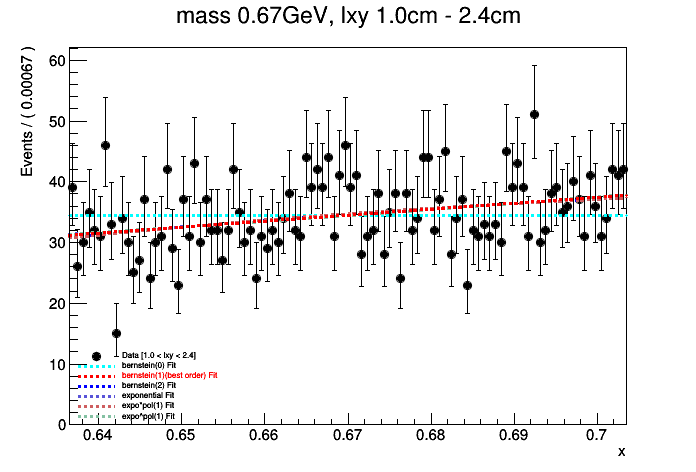 mass 0.67GeV, lxy 1.0cm - 2.4cm
Events / ( 0.00067 )
60
50
40
30
20
10
0
Data [1.0 < lxy < 2.4]
bernstein(0) Fit
bernstein(1)(best order) Fit
bernstein(2) Fit
exponential Fit
expo*pol(1) Fit
expo^pol(1) Fit
0.64 0.65 0.66 0.67 0.68 0.69 0.7
x